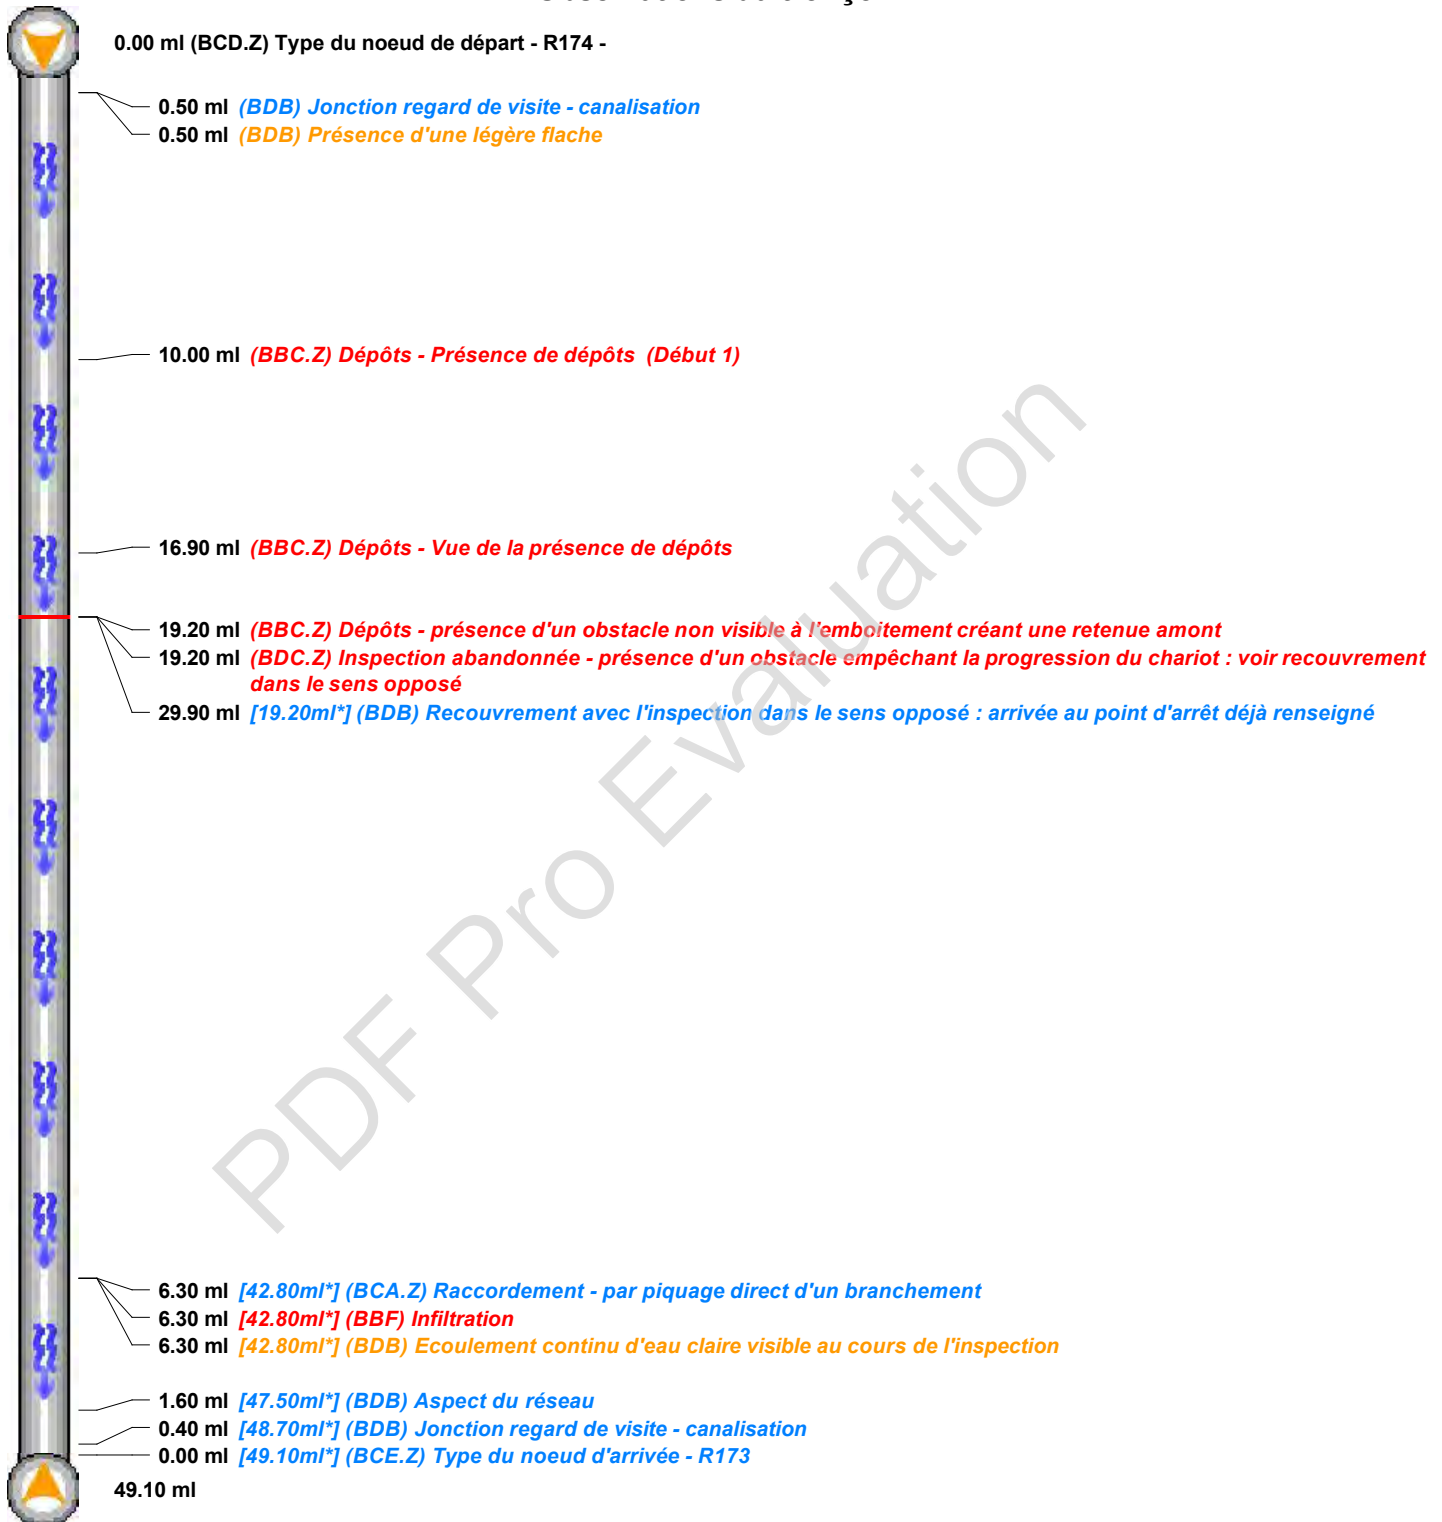 0.00 ml (BCD.Z) Type du noeud de départ - R174 -
0.50 ml (BDB) Jonction regard de visite - canalisation
0.50 ml (BDB) Présence d'une légère flache
10.00 ml (BBC.Z) Dépôts - Présence de dépôts (Début 1)
16.90 ml (BBC.Z) Dépôts - Vue de la présence de dépôts
19.20 ml (BBC.Z) Dépôts - présence d'un obstacle non visible à l'emboitement créant une retenue amont
19.20 ml (BDC.Z) Inspection abandonnée - présence d'un obstacle empêchant la progression du chariot : voir recouvrement
dans le sens opposé
29.90 ml [19.20ml*] (BDB) Recouvrement avec l'inspection dans le sens opposé : arrivée au point d'arrêt déjà renseigné
PDF Pro Evaluation
6.30 ml [42.80ml*] (BCA.Z) Raccordement - par piquage direct d'un branchement
6.30 ml [42.80ml*] (BBF) Infiltration
6.30 ml [42.80ml*] (BDB) Ecoulement continu d'eau claire visible au cours de l'inspection
1.60 ml [47.50ml*] (BDB) Aspect du réseau
0.40 ml [48.70ml*] (BDB) Jonction regard de visite - canalisation
0.00 ml [49.10ml*] (BCE.Z) Type du noeud d'arrivée - R173
49.10 ml